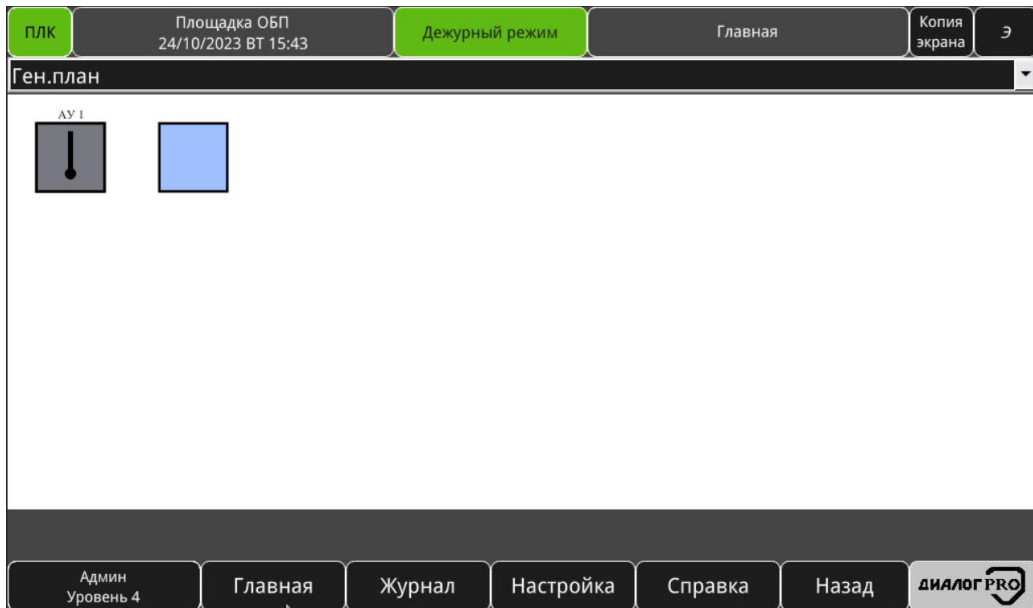 ПЛК
Площадка ОБП
24/10/2023 ВТ 15:43
Дежурный режим
Главная
Копия
экрана
Э
Ген.план
АУ 1
Админ
Уровень 4
Главная
Журнал
Настройка
Справка
Назад
ДИАЛОГ PRO